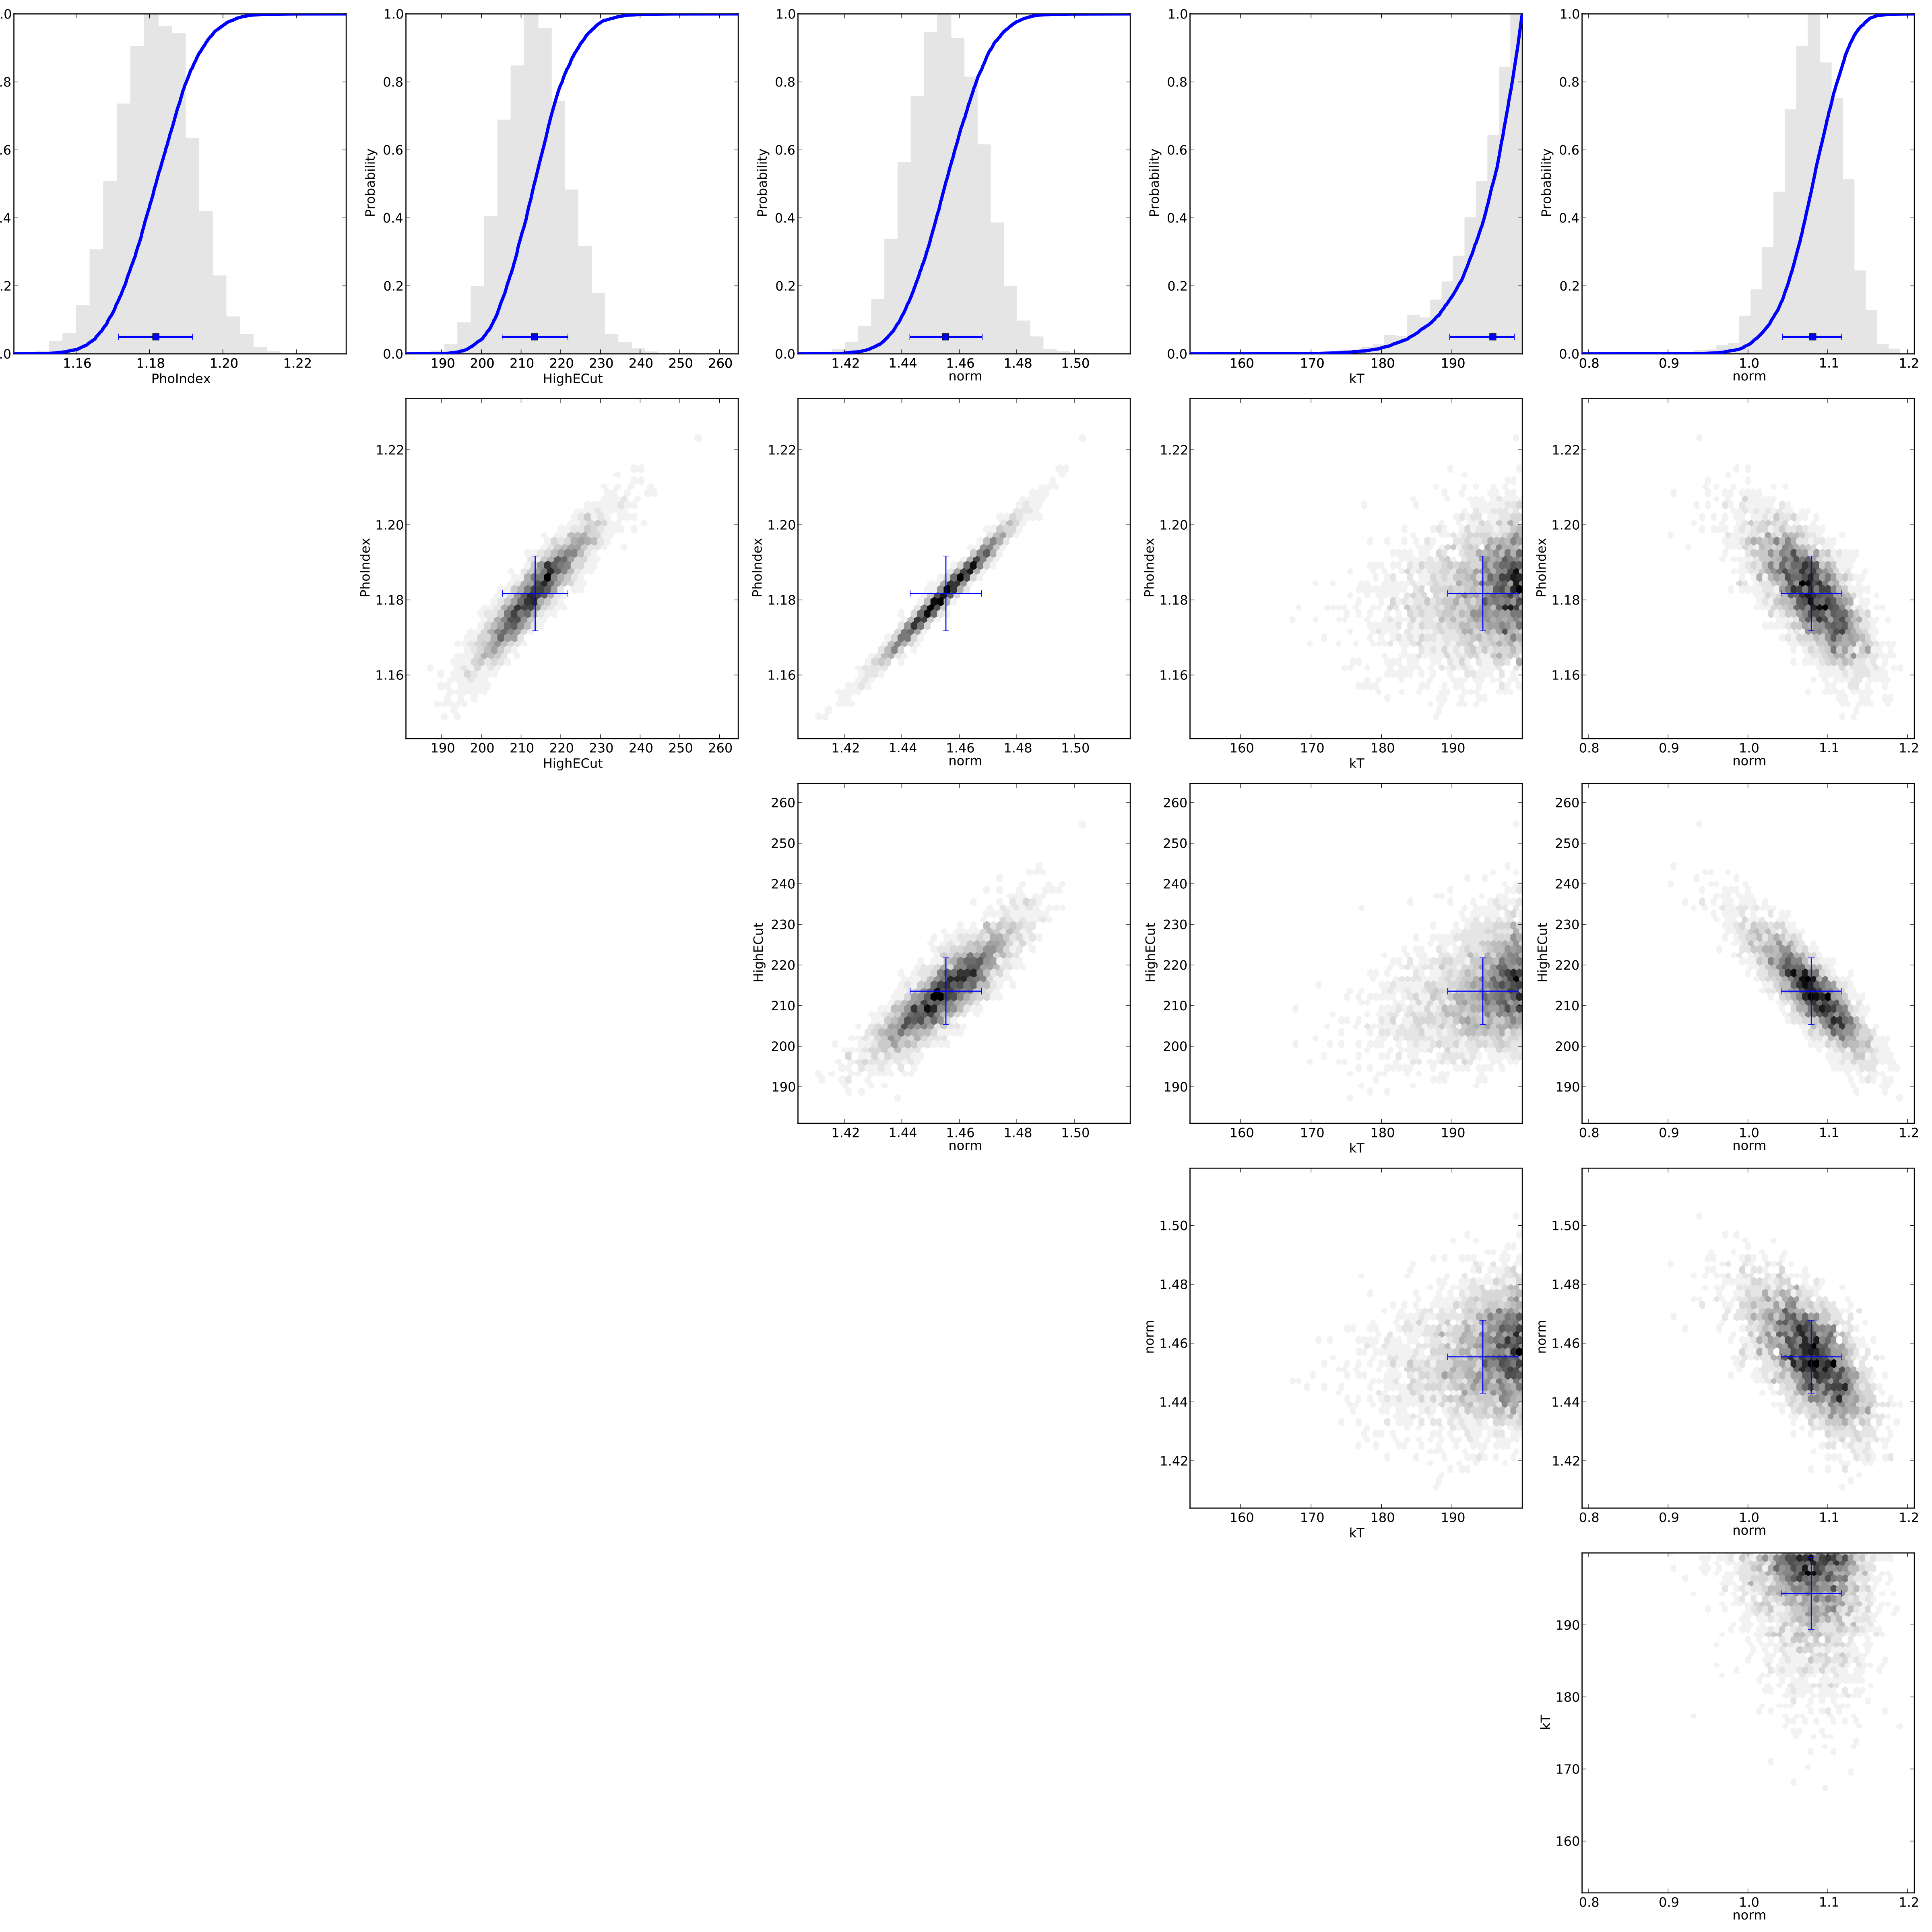 .0 1.0 1.0 1.0 1.0
.8 0.8 0.8 0.8 0.8
.6 0.6 0.6 0.6 0.6
Probability Probability Probability Probability
.4 0.4 0.4 0.4 0.4
.2 0.2 0.2 0.2 0.2
.0 0.0 0.0 0.0 0.0
1.16 1.18 1.20 1.22 190 200 210 220 230 240 250 260 1.42 1.44 1.46 1.48 1.50 160 170 180 190 0.8 0.9 1.0 1.1 1.2
PhoIndex HighECut norm kT norm
1.22 1.22 1.22 1.22
1.20 1.20 1.20 1.20
PhoIndex PhoIndex PhoIndex PhoIndex
1.18 1.18 1.18 1.18
1.16 1.16 1.16 1.16
190 200 210 220 230 240 250 260 1.42 1.44 1.46 1.48 1.50 160 170 180 190 0.8 0.9 1.0 1.1 1.2
HighECut norm kT norm
260 260 260
250 250 250
240 240 240
230 230 230
HighECut HighECut HighECut
220 220 220
210 210 210
200 200 200
190 190 190
1.42 1.44 1.46 1.48 1.50 160 170 180 190 0.8 0.9 1.0 1.1 1.2
norm kT norm
1.50 1.50
1.48 1.48
norm norm
1.46 1.46
1.44 1.44
1.42 1.42
160 170 180 190 0.8 0.9 1.0 1.1 1.2
kT norm
190
180
kT
170
160
0.8 0.9 1.0 1.1 1.2
norm